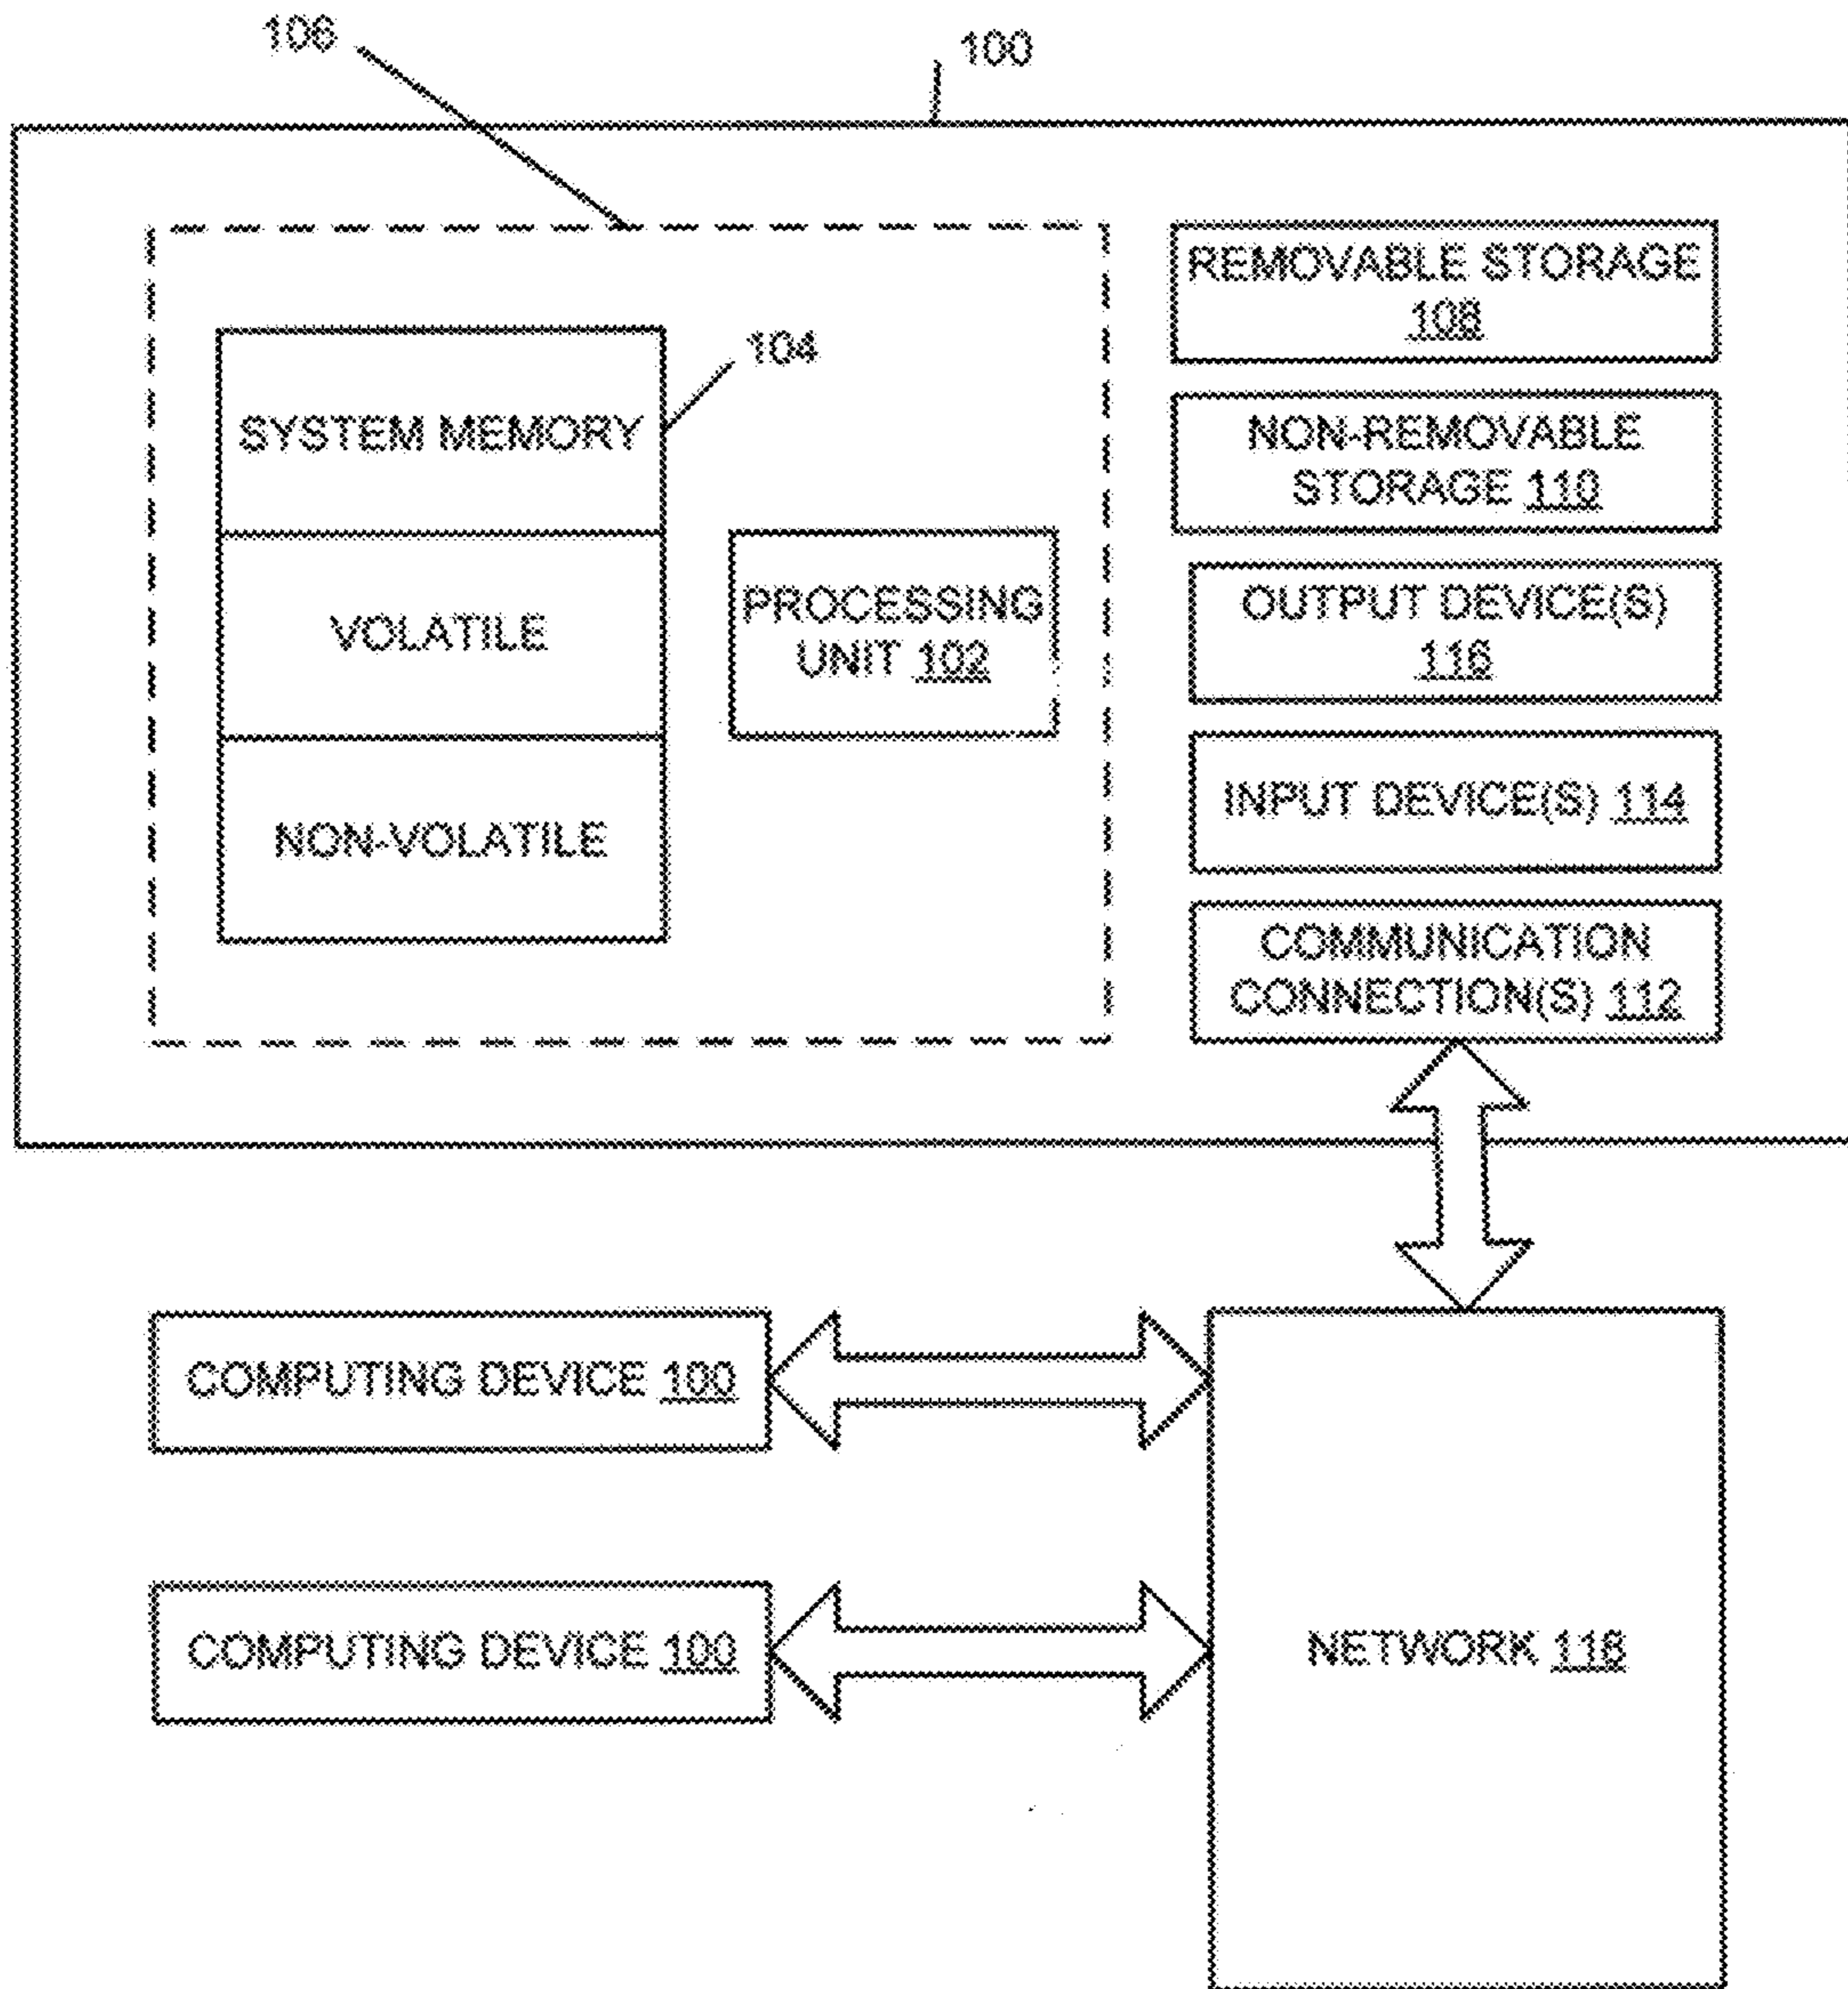 106
100
REMOVABLE STORAGE
108
104
SYSTEM MEMORY
NON-REMOVABLE
STORAGE 110
VOLATILE
PROCESSING
UNIT 102
OUTPUT DEVICE(S)
116
NON-VOLATILE
INPUT DEVICE(S) 114
COMMUNICATION
CONNECTION(S) 112
COMPUTING DEVICE 100
COMPUTING DEVICE 100
NETWORK